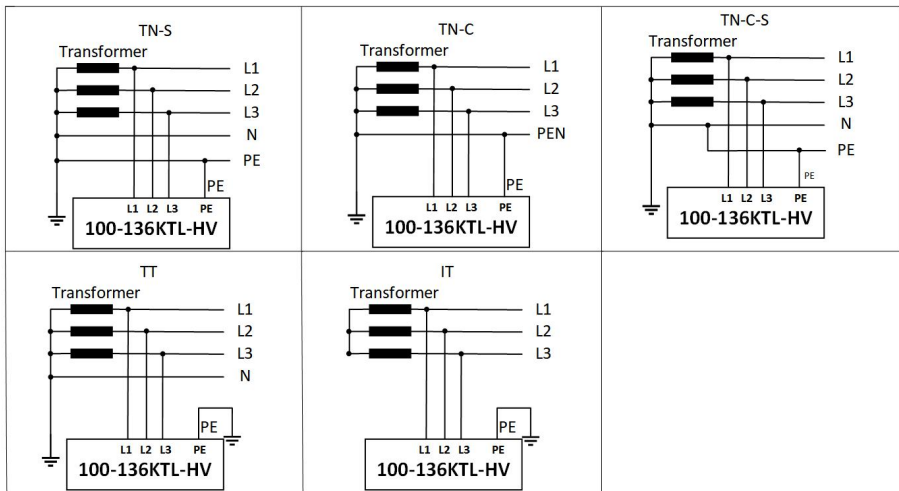 TN-S
Transformer
L1
L2
L3
N
PE
PE
L1 L2 L3 PE
100-136KTL-HV
TN-C
Transformer
L1
L2
L3
PEN
PE
L1 L2 L3 PE
100-136KTL-HV
TN-C-S
Transformer
L1
L2
L3
N
PE
PE
L1 L2 L3 PE
100-136KTL-HV
TT
Transformer
L1
L2
L3
N
PE
L1 L2 L3 PE
100-136KTL-HV
IT
Transformer
L1
L2
L3
PE
L1 L2 L3 PE
100-136KTL-HV